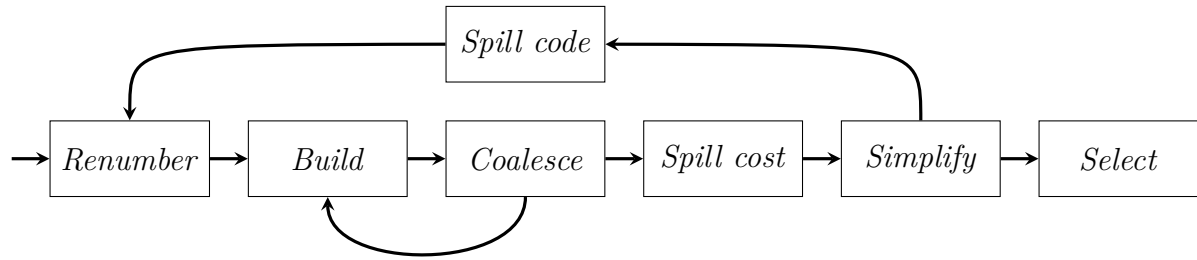 Spill code
Renumber
Build
Coalesce
Spill cost
Simplify
Select